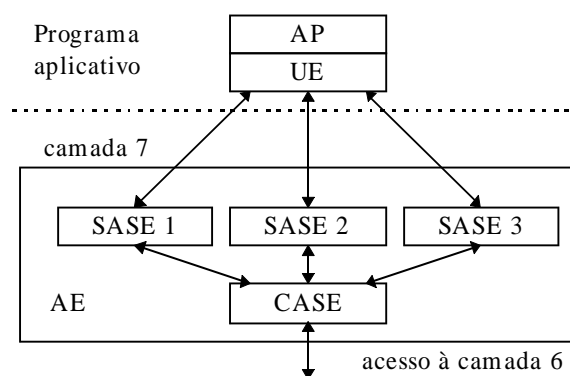 Programa
aplicativo
AP
UE
camada 7
SASE 1
SASE 2
SASE 3
CASE
AE
acesso à camada 6